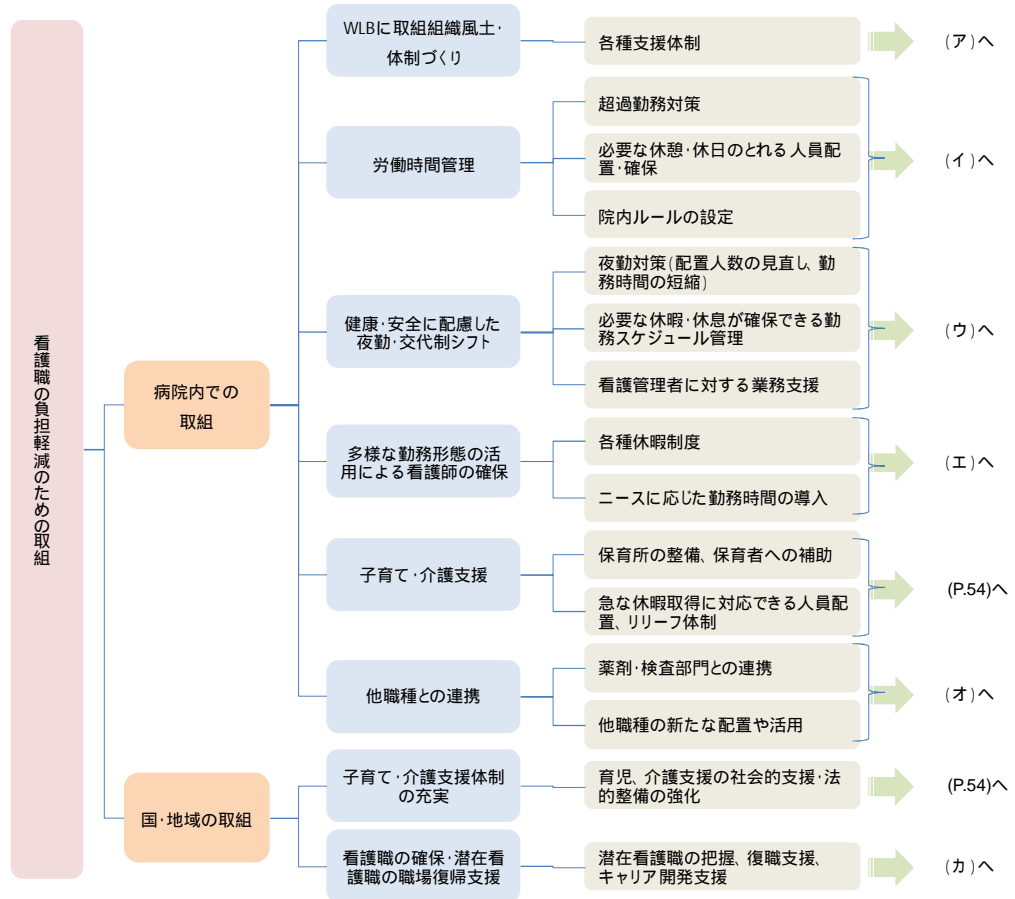 看護職の負担軽減のための取組
病院内での
取組
WLBに取組組織風土・
体制づくり
各種支援体制
(ア)へ
労働時間管理
超過勤務対策
必要な休憩・休日のとれる人員配
置・確保
院内ルールの設定
(イ)へ
健康・安全に配慮した
夜勤・交代制シフト
夜勤対策(配置人数の見直し、勤
務時間の短縮)
必要な休暇・休息が確保できる勤
務スケジュール管理
看護管理者に対する業務支援
(ウ)へ
多様な勤務形態の活
用による看護師の確保
各種休暇制度
ニースに応じた勤務時間の導入
(エ)へ
子育て・介護支援
保育所の整備、保育者への補助
急な休暇取得に対応できる人員配
置、リリーフ体制
(P.54)へ
他職種との連携
薬剤・検査部門との連携
他職種の新たな配置や活用
(オ)へ
国・地域の取組
子育て・介護支援体制
の充実
育児、介護支援の社会的支援・法
的整備の強化
(P.54)へ
看護職の確保・潜在看
護職の職場復帰支援
潜在看護職の把握、復職支援、
キャリア開発支援
(カ)へ